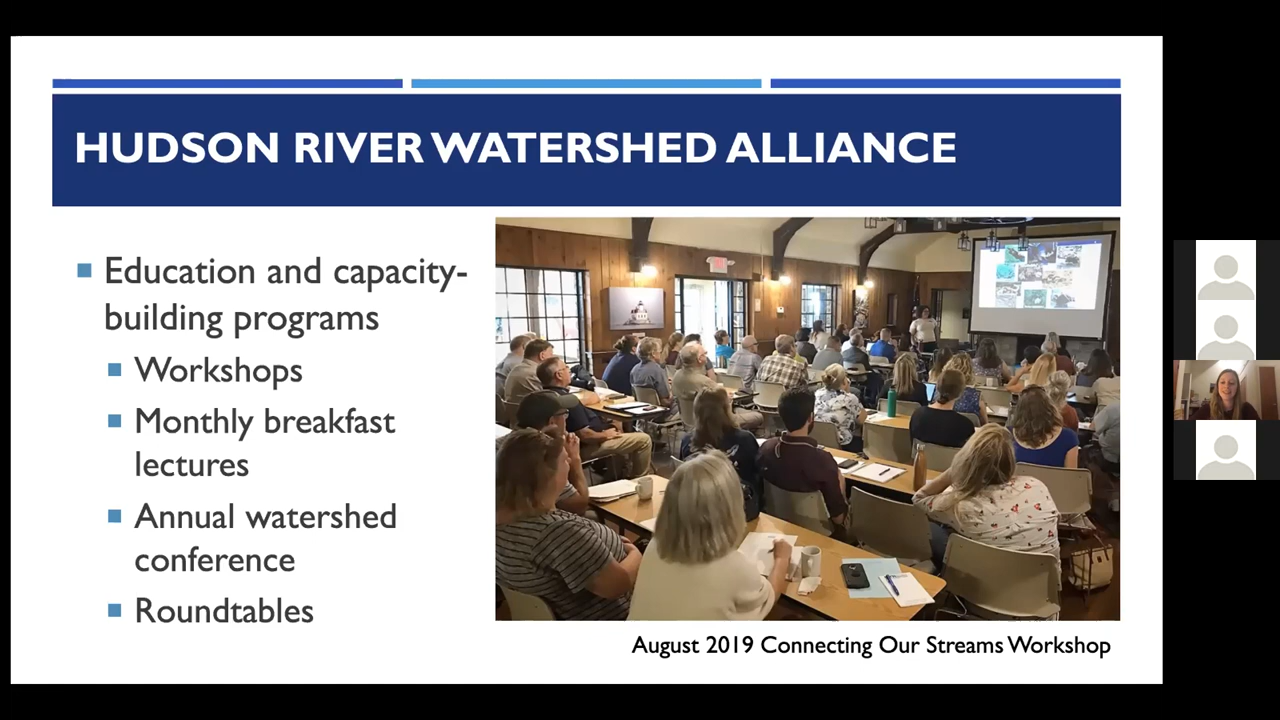 HUDSON RIVER WATERSHED ALLIANCE
Education and capacity-
building programs
Workshops
Monthly breakfast
lectures
Annual watershed
conference
Roundtables
August 2019 Connecting Our Streams Workshop